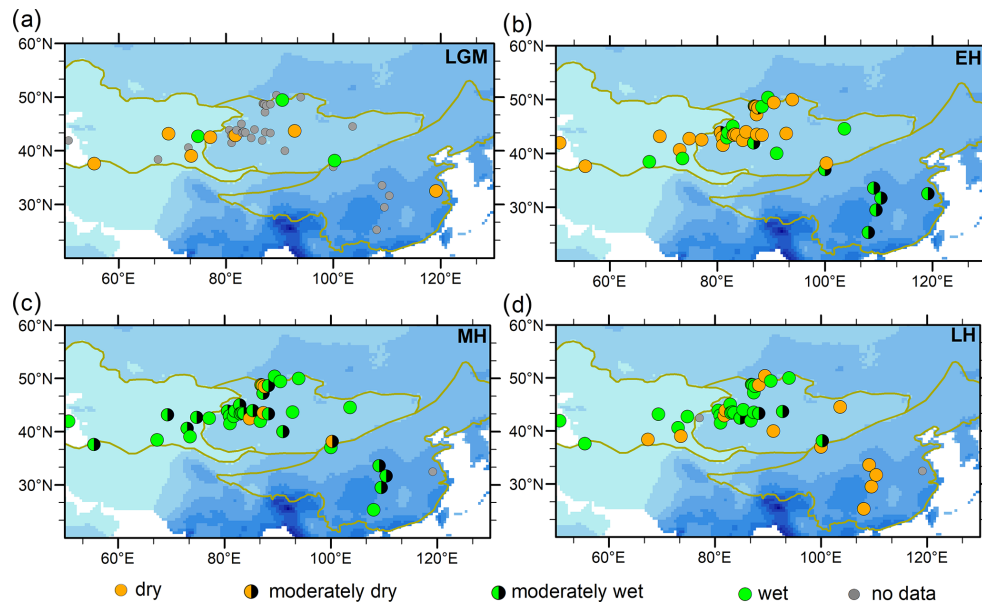 (a)
(b)
60°N
LGM
60°N
EH
50°N
50°N
40°N
40°N
30°N
30°N
60°E
80°E
100°E
120°E
60°E
80°E
100°E
120°E
(c)
(d)
60°N
MH
60°N
LH
50°N
50°N
40°N
40°N
30°N
30°N
60°E
80°E
100°E
120°E
60°E
80°E
100°E
120°E
dry
moderately dry
moderately wet
wet
no data